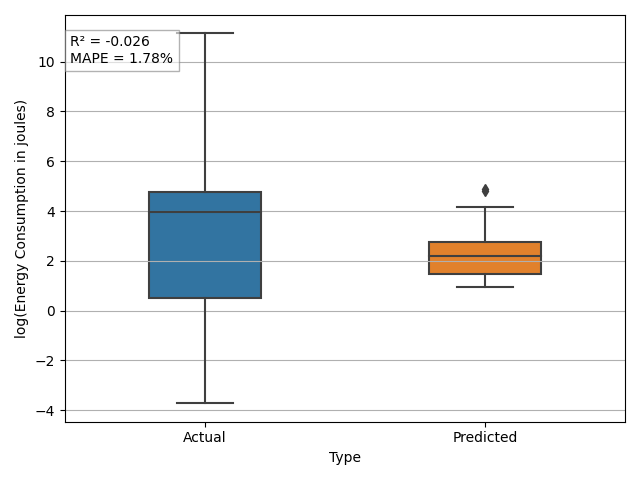 R² = -0.026
MAPE = 1.78%
log(Energy Consumption in joules)
10
8
6
4
2
0
−2
−4
Actual
Predicted
Type